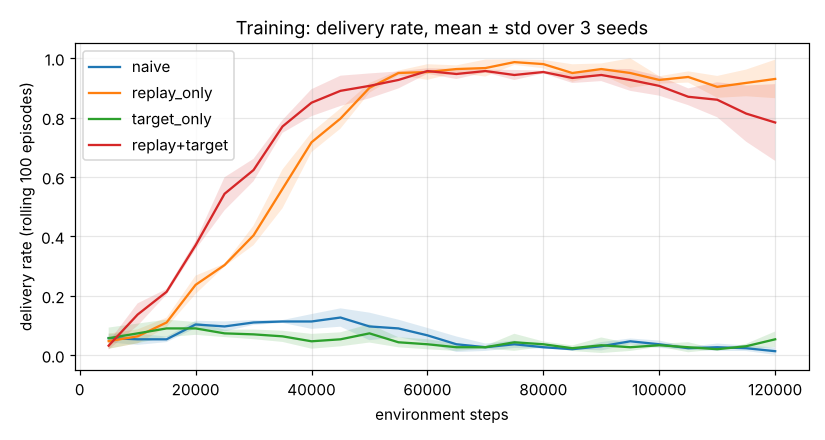 Training: delivery rate, mean ± std over 3 seeds
delivery rate (rolling 100 episodes)
1.0
0.8
0.6
0.4
0.2
0.0
naive
replay_only
target_only
replay+target
0 20000 40000 60000 80000 100000 120000
environment steps